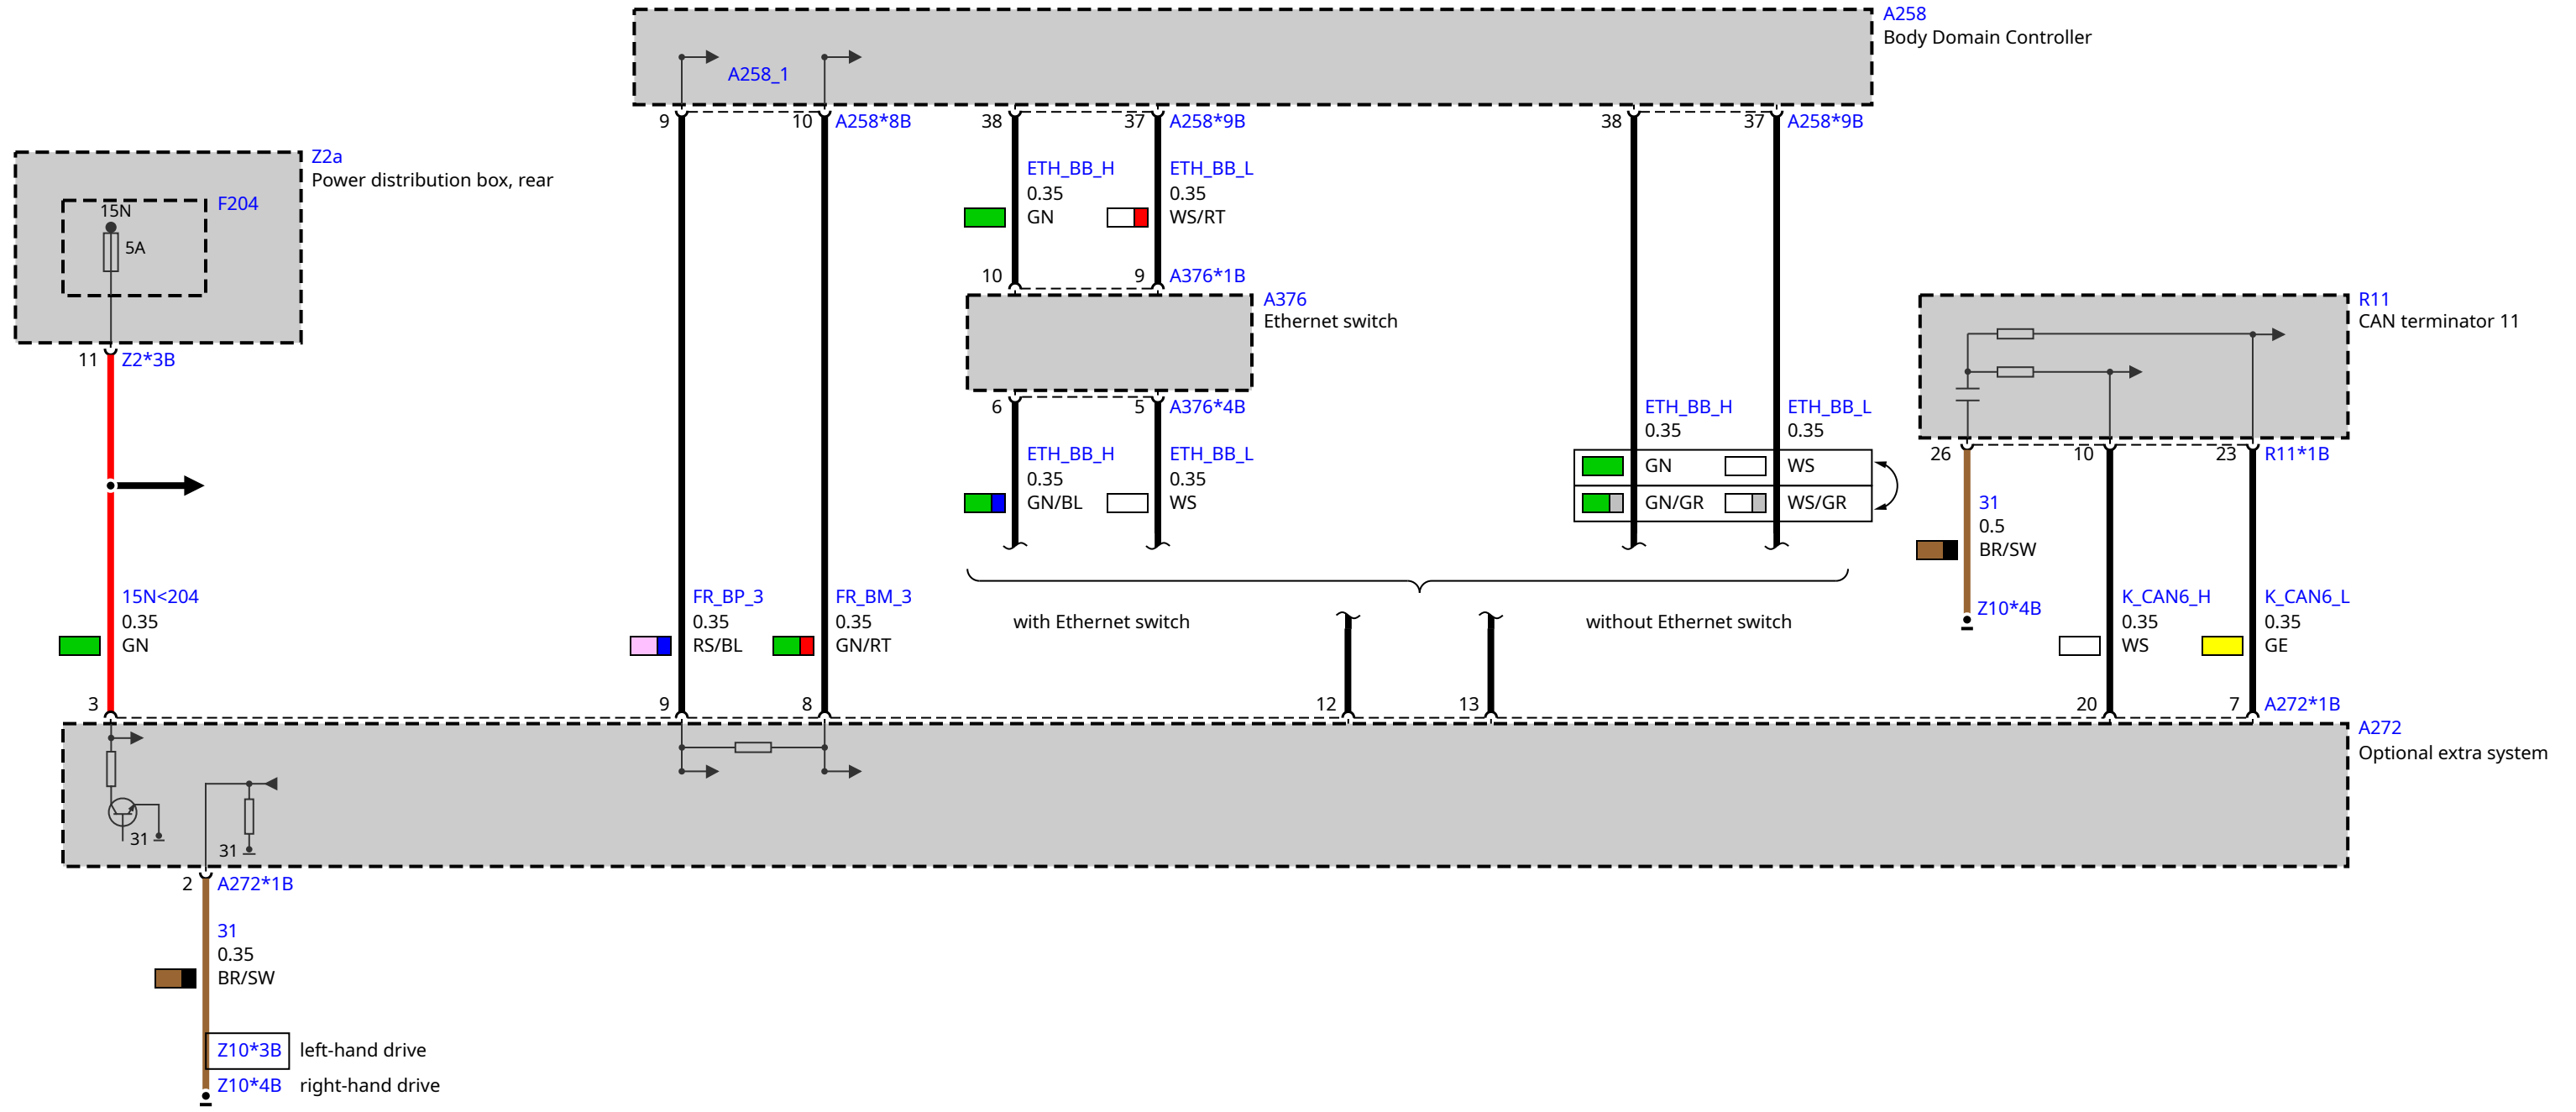 A258
Body Domain Controller
A258_1
9
10
A258*8B
38
37
A258*9B
38
37
A258*9B
Z2a
Power distribution box, rear
F204
15N
5A
11
Z2*3B
ETH_BB_H
0.35
GN
ETH_BB_L
0.35
WS/RT
10
9
A376*1B
A376
Ethernet switch
6
5
A376*4B
ETH_BB_H
0.35
GN/BL
ETH_BB_L
0.35
WS
ETH_BB_H
0.35
GN
GN/GR
ETH_BB_L
0.35
WS
WS/GR
R11
CAN terminator 11
26
10
23
R11*1B
31
0.5
BR/SW
Z10*4B
15N<204
0.35
GN
FR_BP_3
0.35
RS/BL
FR_BM_3
0.35
GN/RT
with Ethernet switch
without Ethernet switch
K_CAN6_H
0.35
WS
K_CAN6_L
0.35
GE
3
9
8
12
13
20
7
A272*1B
A272
Optional extra system
31
31
2
A272*1B
31
0.35
BR/SW
Z10*3B
left-hand drive
Z10*4B
right-hand drive